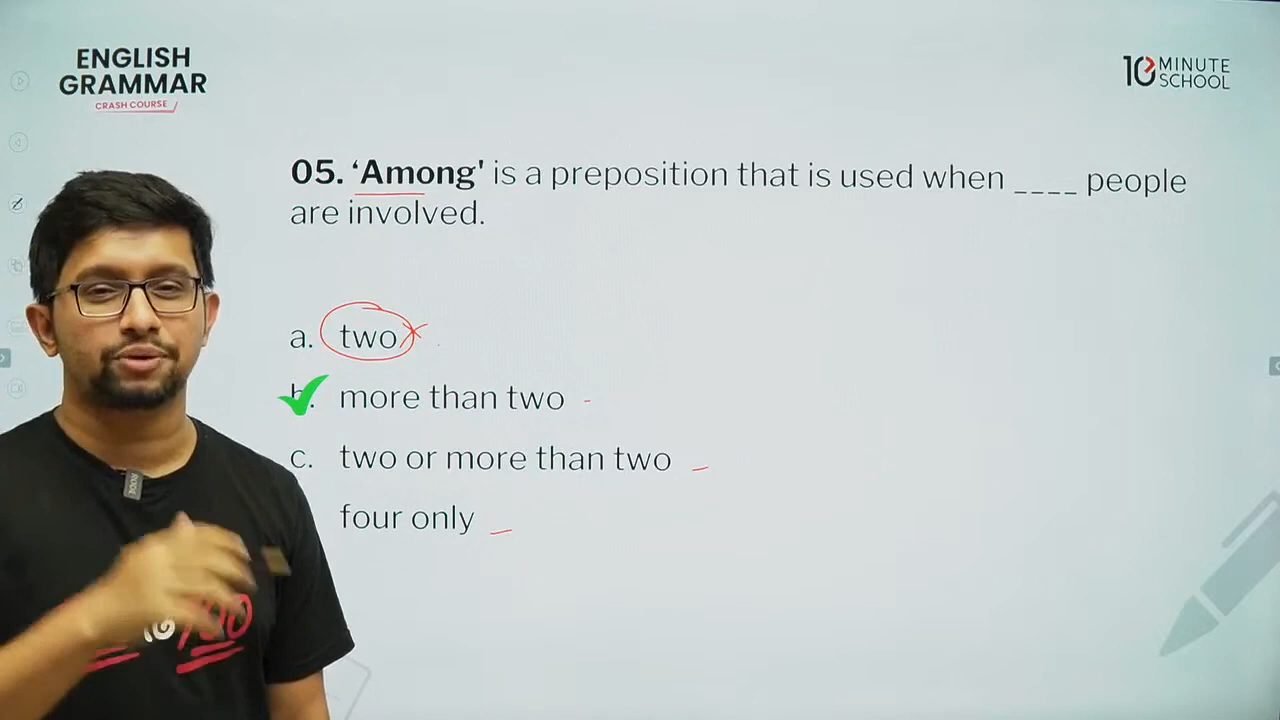 ENGLISH
GRAMMAR
CRASH COURSE
10 MINUTE
SCHOOL
05. ‘Among' is a preposition that is used when ____ people
are involved.
a. two
b. more than two
c. two or more than two
four only
RODE